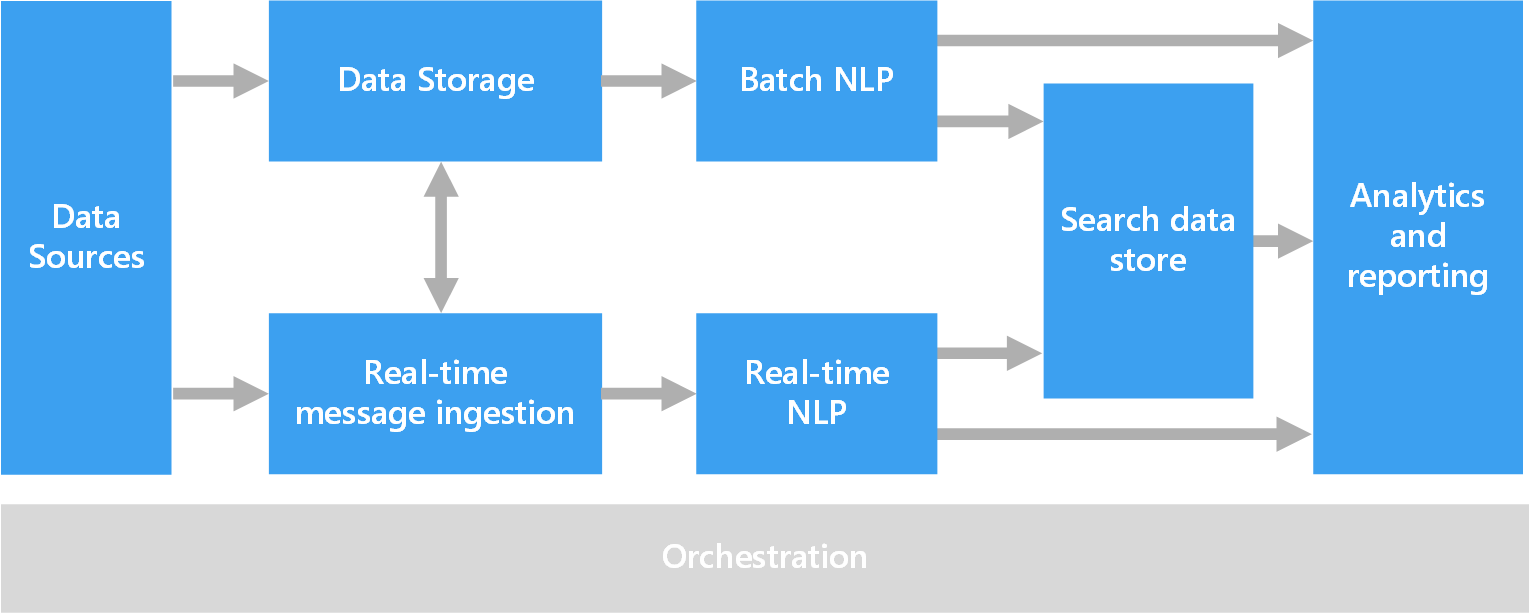 Data
Sources
Data Storage
Real-time
message ingestion
Batch NLP
Real-time
NLP
Search data
store
Analytics
and
reporting
Orchestration